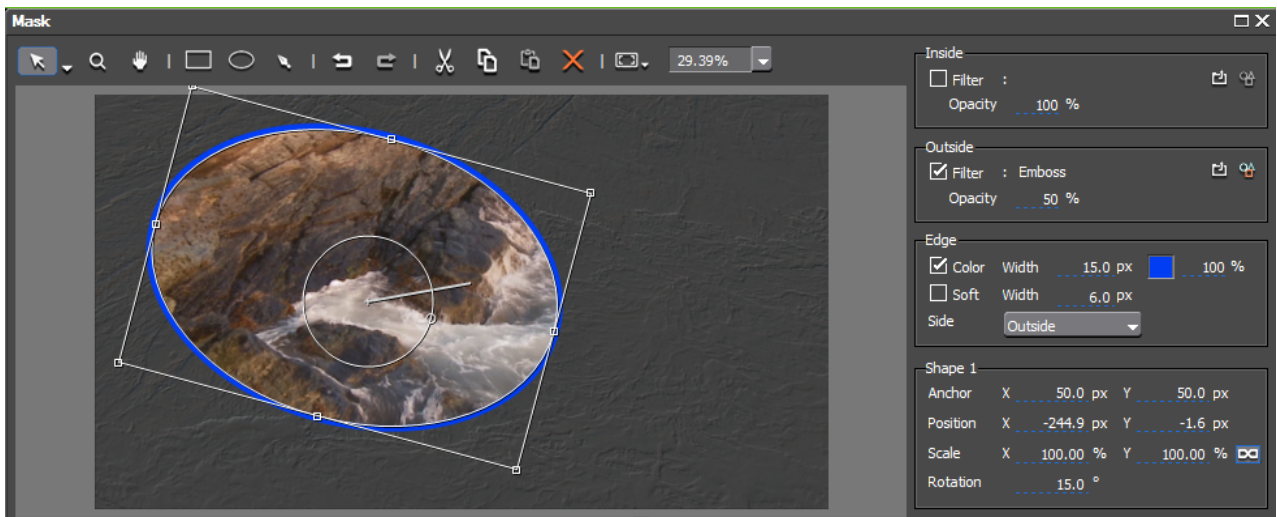 Mask
29.39%
Inside
Filter :
Opacity 100 %
Outside
Filter : Emboss
Opacity 50 %
Edge
Color Width 15.0 px 100 %
Soft Width 6.0 px
Side Outside
Shape 1
Anchor X 50.0 px Y 50.0 px
Position X -244.9 px Y -1.6 px
Scale X 100.00 % Y 100.00 %
Rotation 15.0 °